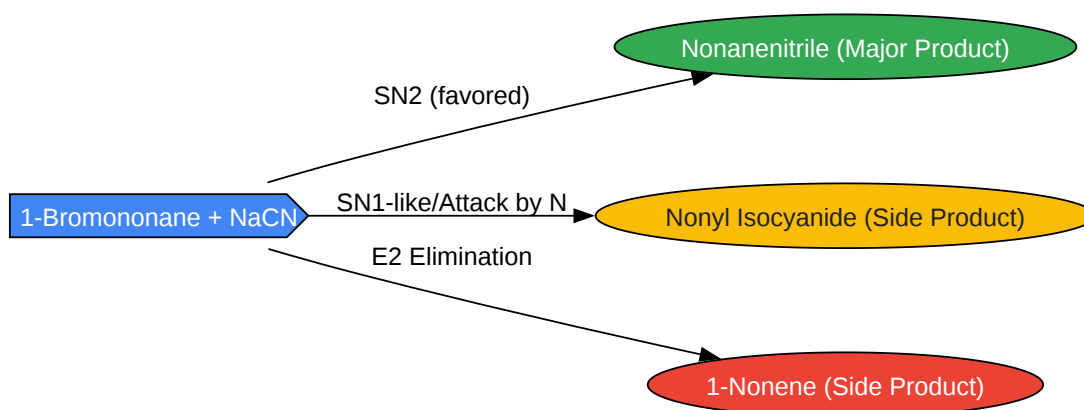 Nonanenitrile (Major Product)
SN2 (favored)
1-Bromononane + NaCN
SN1-like/Attack by N
Nonyl Isocyanide (Side Product)
E2 Elimination
1-Nonene (Side Product)